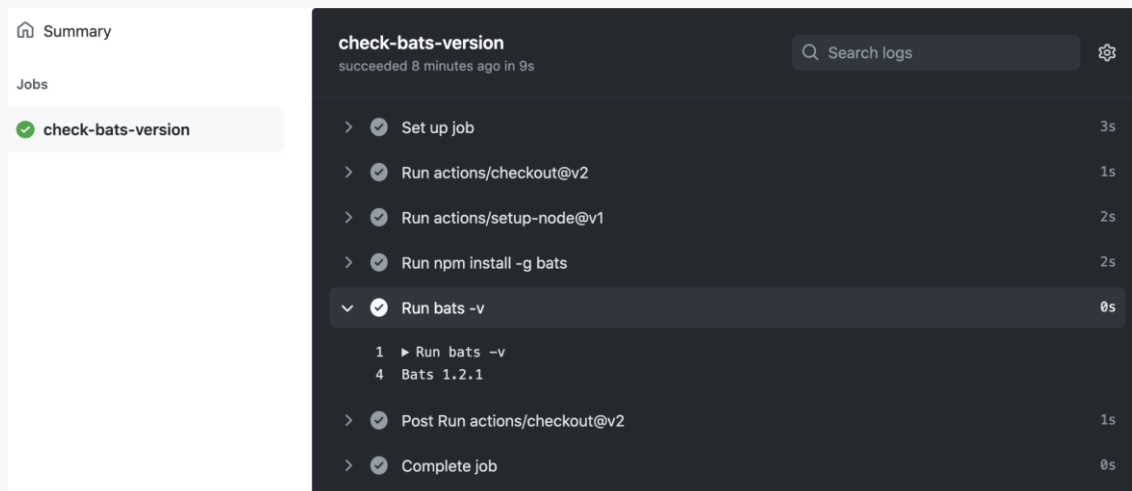 Summary
Jobs
check-bats-version
check-bats-version
succeeded 8 minutes ago in 9s
Search logs
Set up job 3s
Run actions/checkout@v2 1s
Run actions/setup-node@v1 2s
Run npm install -g bats 2s
Run bats -v 0s
1 ▶ Run bats -v
4 Bats 1.2.1
Post Run actions/checkout@v2 1s
Complete job 0s